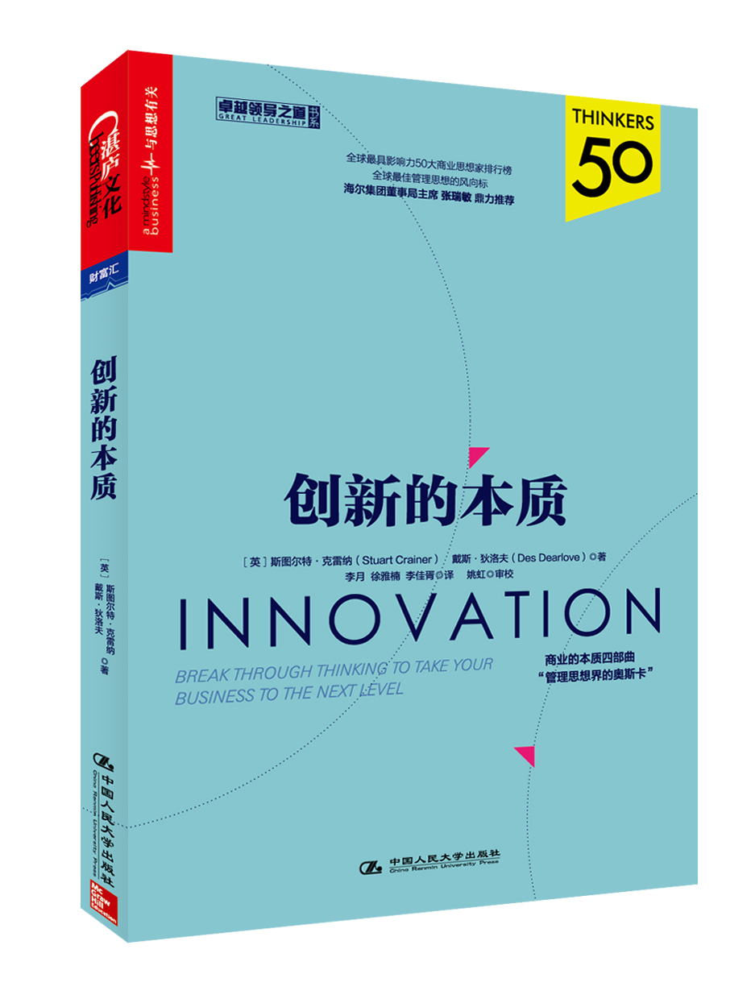 湛庐文化
Cheers Publishing
财富汇
创新的本质
[英]
斯图尔特·克雷纳
戴斯·狄洛夫
◎著
中国人民大学出版社
China Renmin University Press
Mc
Graw
Hill
Education
a mindstyle business
与思想有关
卓越领导之道 书系
GREAT LEADERSHIP
THINKERS
50
全球最具影响力50大商业思想家排行榜
全球最佳管理思想的风向标
海尔集团董事局主席 张瑞敏 鼎力推荐
创新的本质
[英] 斯图尔特·克雷纳(Stuart Crainer) 戴斯·狄洛夫(Des Dearlove)◎著
李月 徐雅楠 李佳胥◎译 姚虹◎审校
INNOVATION
BREAK THROUGH THINKING TO TAKE YOUR
BUSINESS TO THE NEXT LEVEL
商业的本质四部曲
“管理思想界的奥斯卡”
中国人民大学出版社
China Renmin University Press